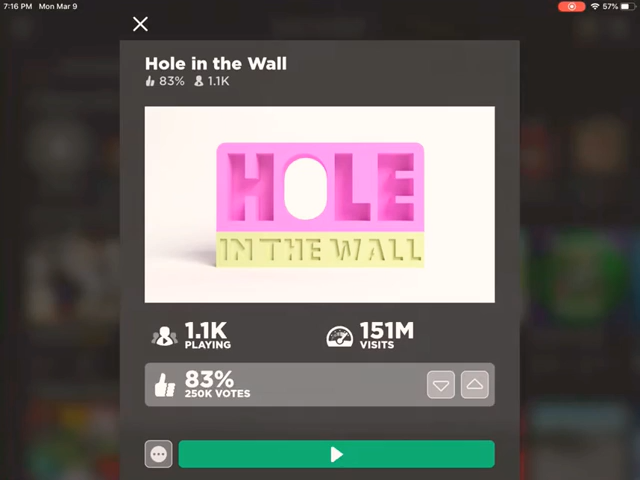 7:16 PM Mon Mar 9
57%
Hole in the Wall
83% 1.1K
HOLE
IN THE WALL
1.1K
PLAYING
151M
VISITS
83%
250K VOTES